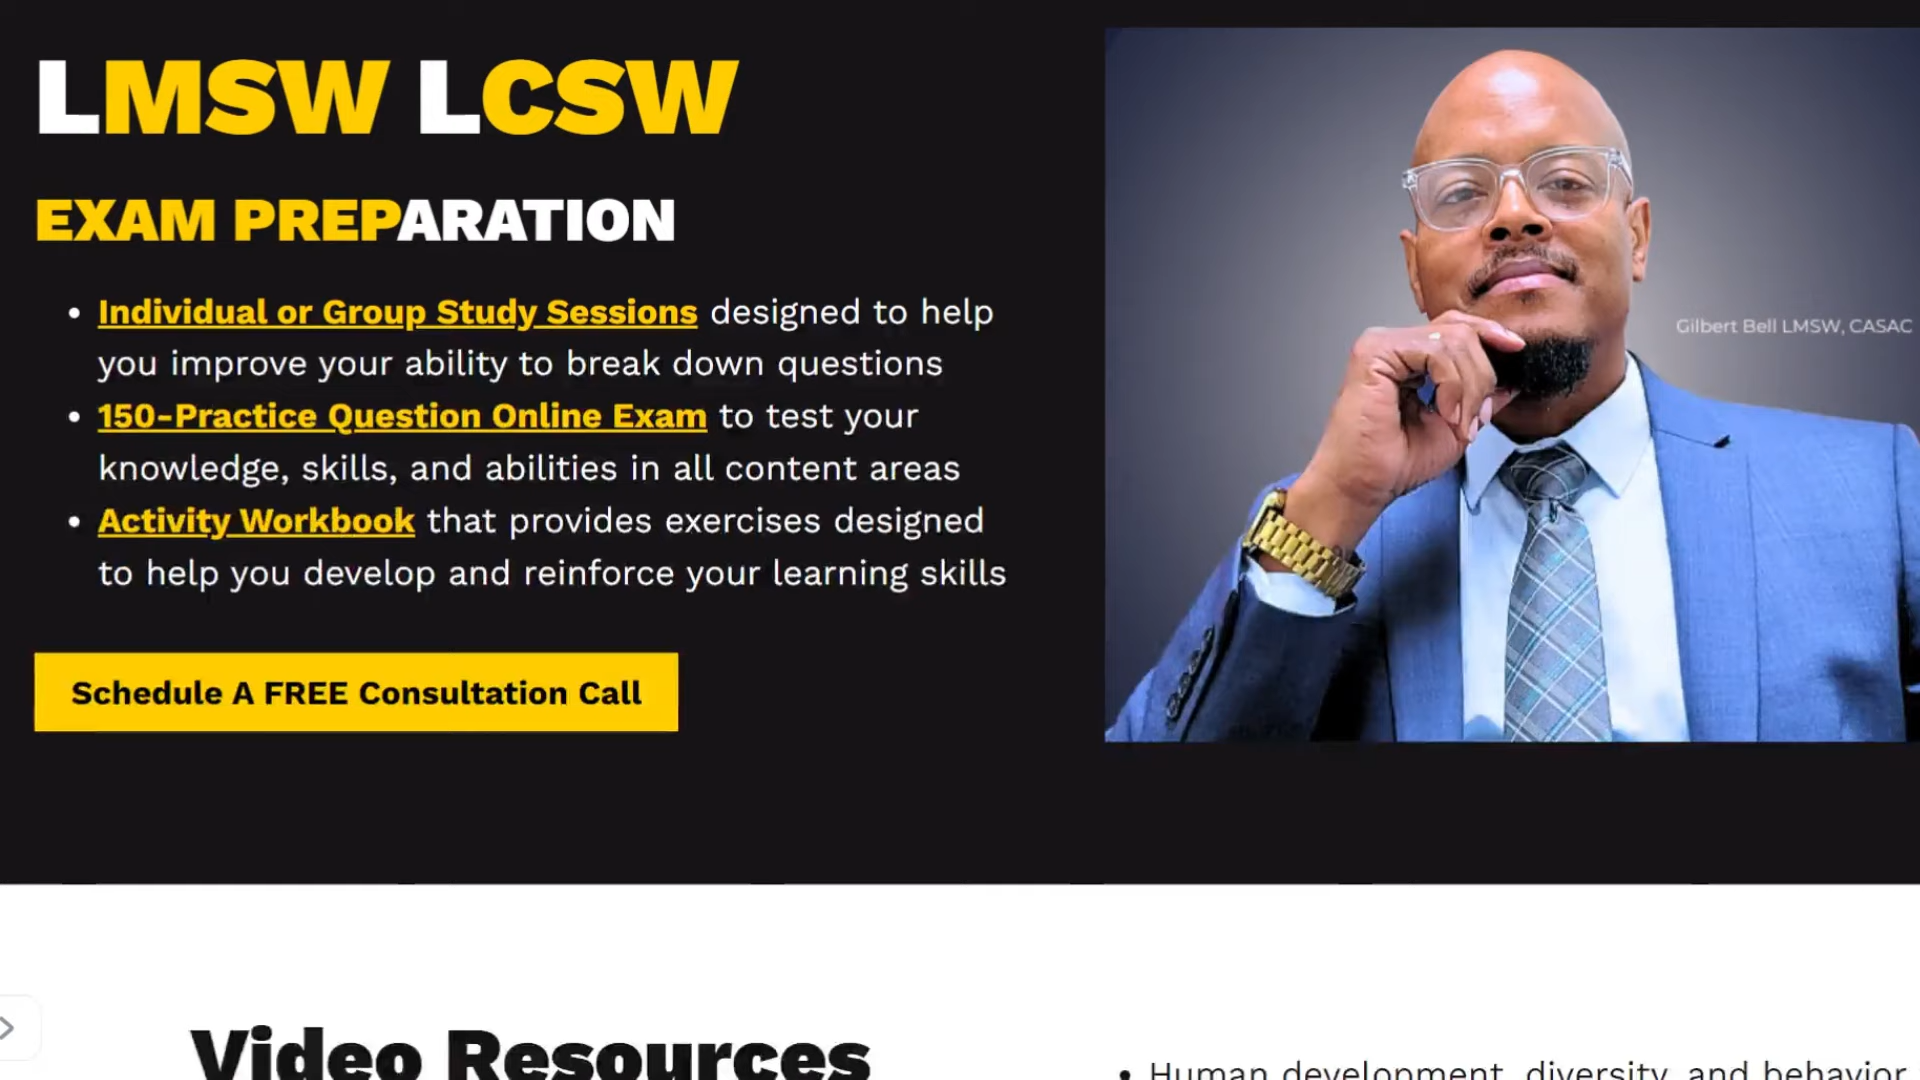 LMSW LCSW
EXAM PREPARATION
Individual or Group Study Sessions designed to help
you improve your ability to break down questions
150-Practice Question Online Exam to test your
knowledge, skills, and abilities in all content areas
Activity Workbook that provides exercises designed
to help you develop and reinforce your learning skills
Schedule A FREE Consultation Call
Gilbert Bell LMSW, CASAC
Video Resources
Human development, diversity, and behavior